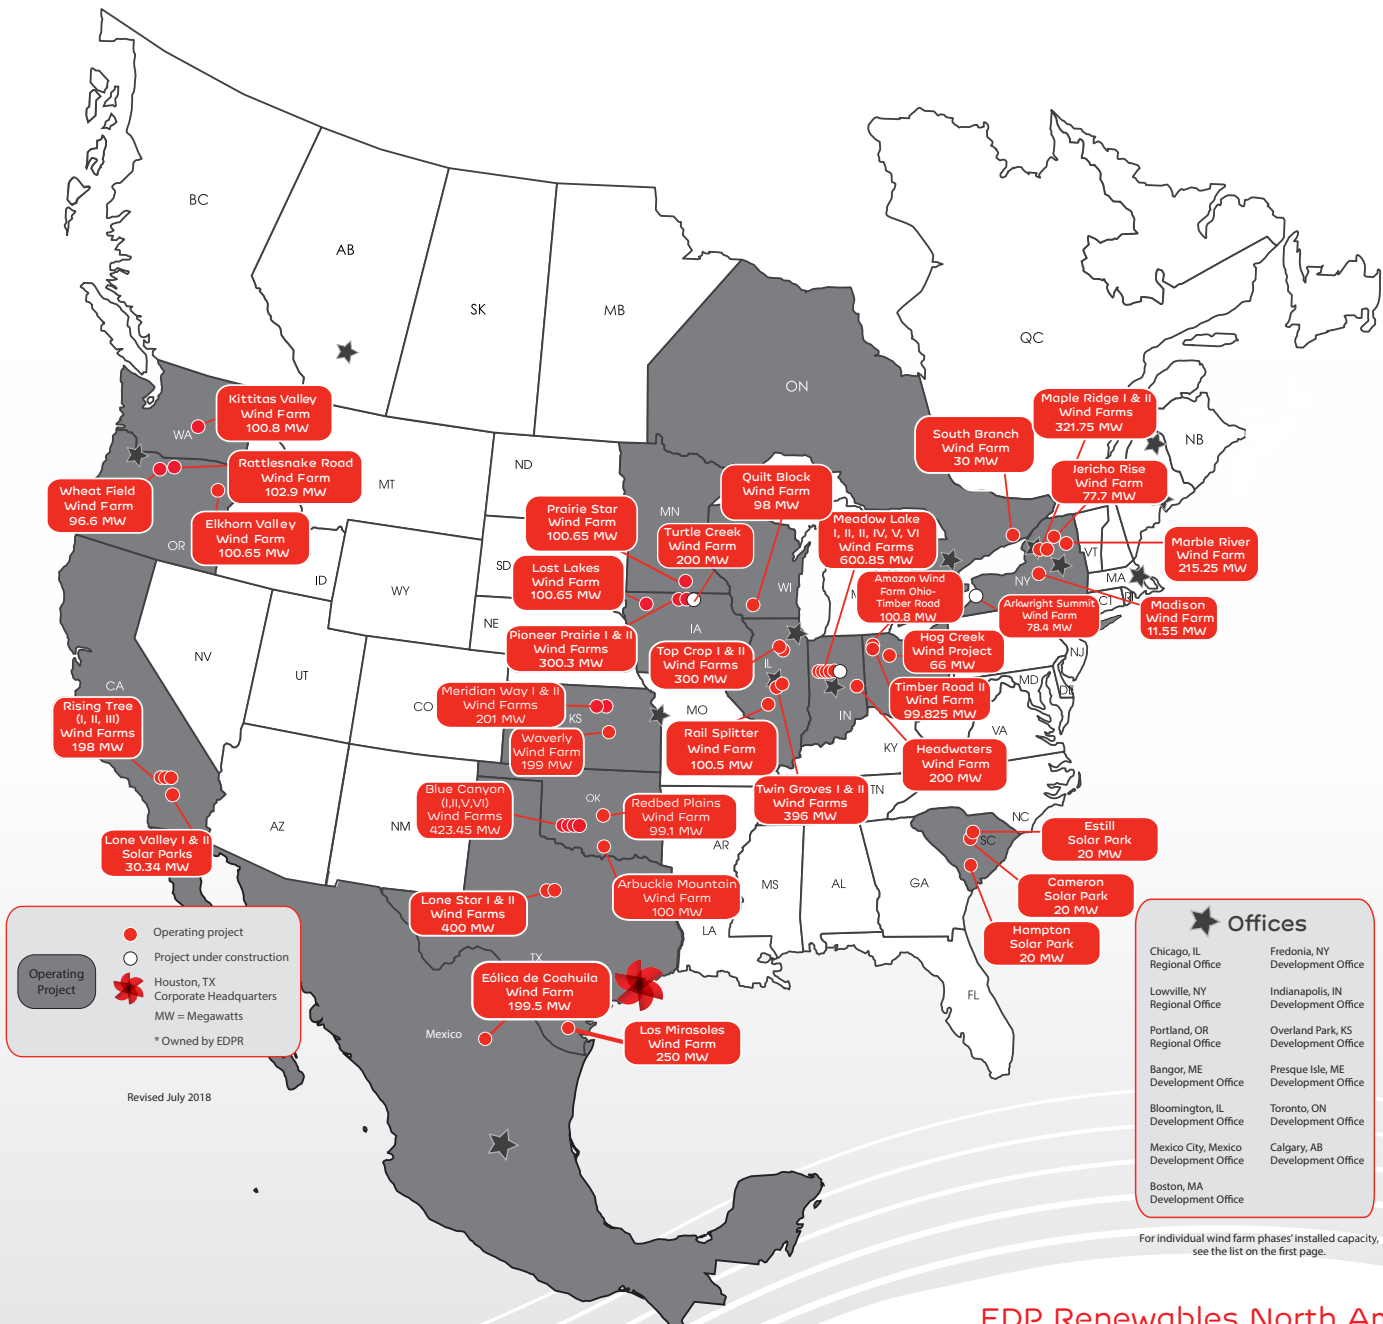 BC
AB
SK
MB
ON
QC
NB
WA
OR
CA
NV
ID
MT
WY
UT
AZ
CO
NM
ND
SD
NE
KS
OK
TX
MN
IA
MO
AR
LA
WI
IL
IN
KY
TN
MS
AL
GA
FL
SC
NC
VA
MD
DE
NJ
NY
CT
MA
VT
Mexico
Kittitas Valley
Wind Farm
100.8 MW
Rattlesnake Road
Wind Farm
102.9 MW
Wheat Field
Wind Farm
96.6 MW
Elkhorn Valley
Wind Farm
100.65 MW
Rising Tree
(I, II, III)
Wind Farms
198 MW
Lone Valley I & II
Solar Parks
30.34 MW
Prairie Star
Wind Farm
100.65 MW
Lost Lakes
Wind Farm
100.65 MW
Turtle Creek
Wind Farm
200 MW
Quilt Block
Wind Farm
98 MW
Pioneer Prairie I & II
Wind Farms
300.3 MW
Top Crop I & II
Wind Farms
300 MW
Meridian Way I & II
Wind Farms
201 MW
Waverly
Wind Farm
199 MW
Rail Splitter
Wind Farm
100.5 MW
Twin Groves I & II
Wind Farms
396 MW
Blue Canyon
(I,II,V,VI)
Wind Farms
423.45 MW
Redbed Plains
Wind Farm
99.1 MW
Arbuckle Mountain
Wind Farm
100 MW
Lone Star I & II
Wind Farms
400 MW
Eólica de Coahuila
Wind Farm
199.5 MW
Los Mirasoles
Wind Farm
250 MW
Meadow Lake
I, II, II, IV, V, VI
Wind Farms
600.85 MW
Amazon Wind
Farm Ohio-
Timber Road
100.8 MW
Hog Creek
Wind Project
66 MW
Timber Road II
Wind Farm
99.825 MW
Headwaters
Wind Farm
200 MW
South Branch
Wind Farm
30 MW
Maple Ridge I & II
Wind Farms
321.75 MW
Jericho Rise
Wind Farm
77.7 MW
Marble River
Wind Farm
215.25 MW
Arkwright Summit
Wind Farm
78.4 MW
Madison
Wind Farm
11.55 MW
Estill
Solar Park
20 MW
Cameron
Solar Park
20 MW
Hampton
Solar Park
20 MW
Operating
Project
Operating project
Project under construction
Houston, TX
Corporate Headquarters
MW = Megawatts
* Owned by EDPR
Revised July 2018
Offices
Chicago, IL
Regional Office
Lowville, NY
Regional Office
Portland, OR
Regional Office
Bangor, ME
Development Office
Bloomington, IL
Development Office
Mexico City, Mexico
Development Office
Boston, MA
Development Office
Fredonia, NY
Development Office
Indianapolis, IN
Development Office
Overland Park, KS
Development Office
Presque Isle, ME
Development Office
Toronto, ON
Development Office
Calgary, AB
Development Office
For individual wind farm phases' installed capacity,
see the list on the first page.
EDP Renewables North Am